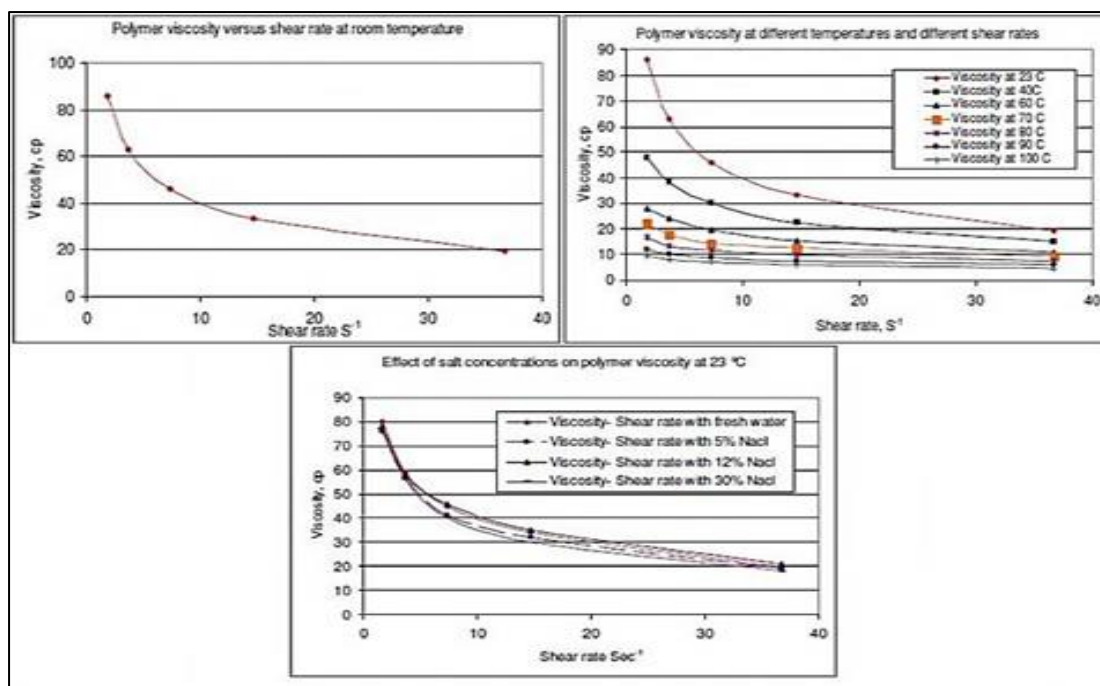 Polymer viscosity versus shear rate at room temperature
100
80
60
40
20
0
Viscosity, cp
0 10 20 30 40
Shear rate S-1
Polymer viscosity at different temperatures and different shear rates
90
80
70
60
50
40
30
20
10
0
Viscosity, cp
Viscosity at 23 C
Viscosity at 40C
Viscosity at 60 C
Viscosity at 70 C
Viscosity at 80 C
Viscosity at 90 C
Viscosity at 100 C
0 10 20 30 40
Shear rate, S-1
Effect of salt concentrations on polymer viscosity at 23 ºC
90
80
70
60
50
40
30
20
10
0
Viscosity, cp
Viscosity- Shear rate with fresh water
Viscosity- Shear rate with 5% Nacl
Viscosity- Shear rate with 12% Nacl
Viscosity- Shear rate with 30% Nacl
0 10 20 30 40
Shear rate Sec-1